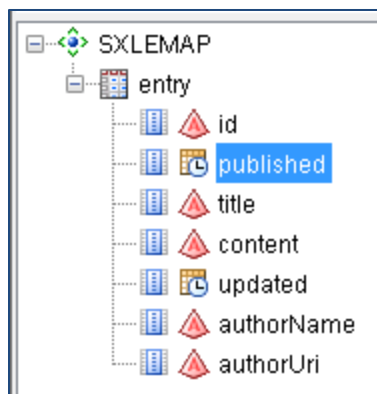 SXLEMAP
entry
id
published
title
content
updated
authorName
authorUri